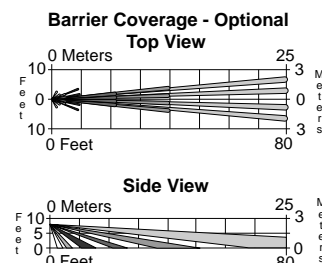 Barrier Coverage - Optional
Top View
0 Meters 25
10 3
0 0
10 3
Feet
Meters
0 Feet 80
Side View
0 Meters 25
10 3
5
0 0
Feet
Meters
0 Feet 80